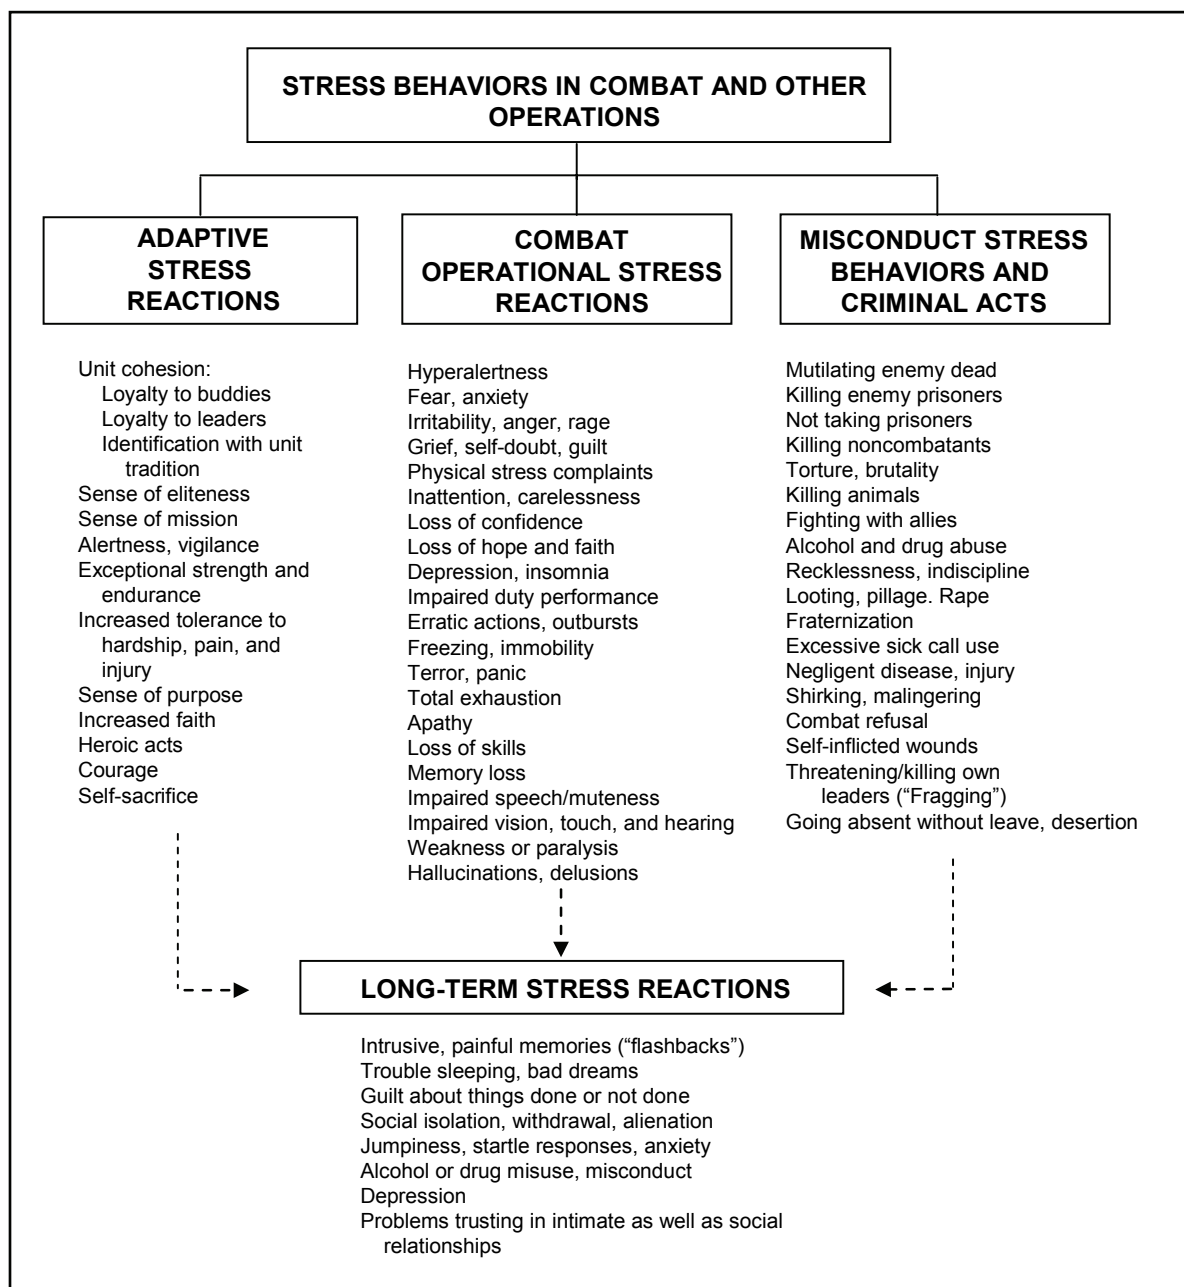 STRESS BEHAVIORS IN COMBAT AND OTHER
OPERATIONS
ADAPTIVE
STRESS
REACTIONS
Unit cohesion:
Loyalty to buddies
Loyalty to leaders
Identification with unit
tradition
Sense of eliteness
Sense of mission
Alertness, vigilance
Exceptional strength and
endurance
Increased tolerance to
hardship, pain, and
injury
Sense of purpose
Increased faith
Heroic acts
Courage
Self-sacrifice
COMBAT
OPERATIONAL STRESS
REACTIONS
Hyperalertness
Fear, anxiety
Irritability, anger, rage
Grief, self-doubt, guilt
Physical stress complaints
Inattention, carelessness
Loss of confidence
Loss of hope and faith
Depression, insomnia
Impaired duty performance
Erratic actions, outbursts
Freezing, immobility
Terror, panic
Total exhaustion
Apathy
Loss of skills
Memory loss
Impaired speech/muteness
Impaired vision, touch, and hearing
Weakness or paralysis
Hallucinations, delusions
MISCONDUCT STRESS
BEHAVIORS AND
CRIMINAL ACTS
Mutilating enemy dead
Killing enemy prisoners
Not taking prisoners
Killing noncombatants
Torture, brutality
Killing animals
Fighting with allies
Alcohol and drug abuse
Recklessness, indiscipline
Looting, pillage. Rape
Fraternization
Excessive sick call use
Negligent disease, injury
Shirking, malingering
Combat refusal
Self-inflicted wounds
Threatening/killing own
leaders (“Fragging”)
Going absent without leave, desertion
LONG-TERM STRESS REACTIONS
Intrusive, painful memories (“flashbacks”)
Trouble sleeping, bad dreams
Guilt about things done or not done
Social isolation, withdrawal, alienation
Jumpiness, startle responses, anxiety
Alcohol or drug misuse, misconduct
Depression
Problems trusting in intimate as well as social
relationships